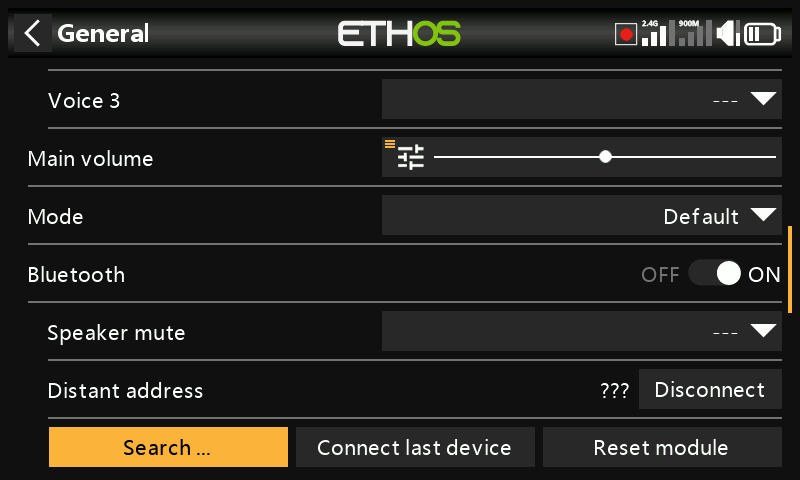 General
ETHOS
2.4G
900M
Voice 3
---
Main volume
Mode
Default
Bluetooth
OFF
ON
Speaker mute
---
Distant address
???
Disconnect
Search ...
Connect last device
Reset module